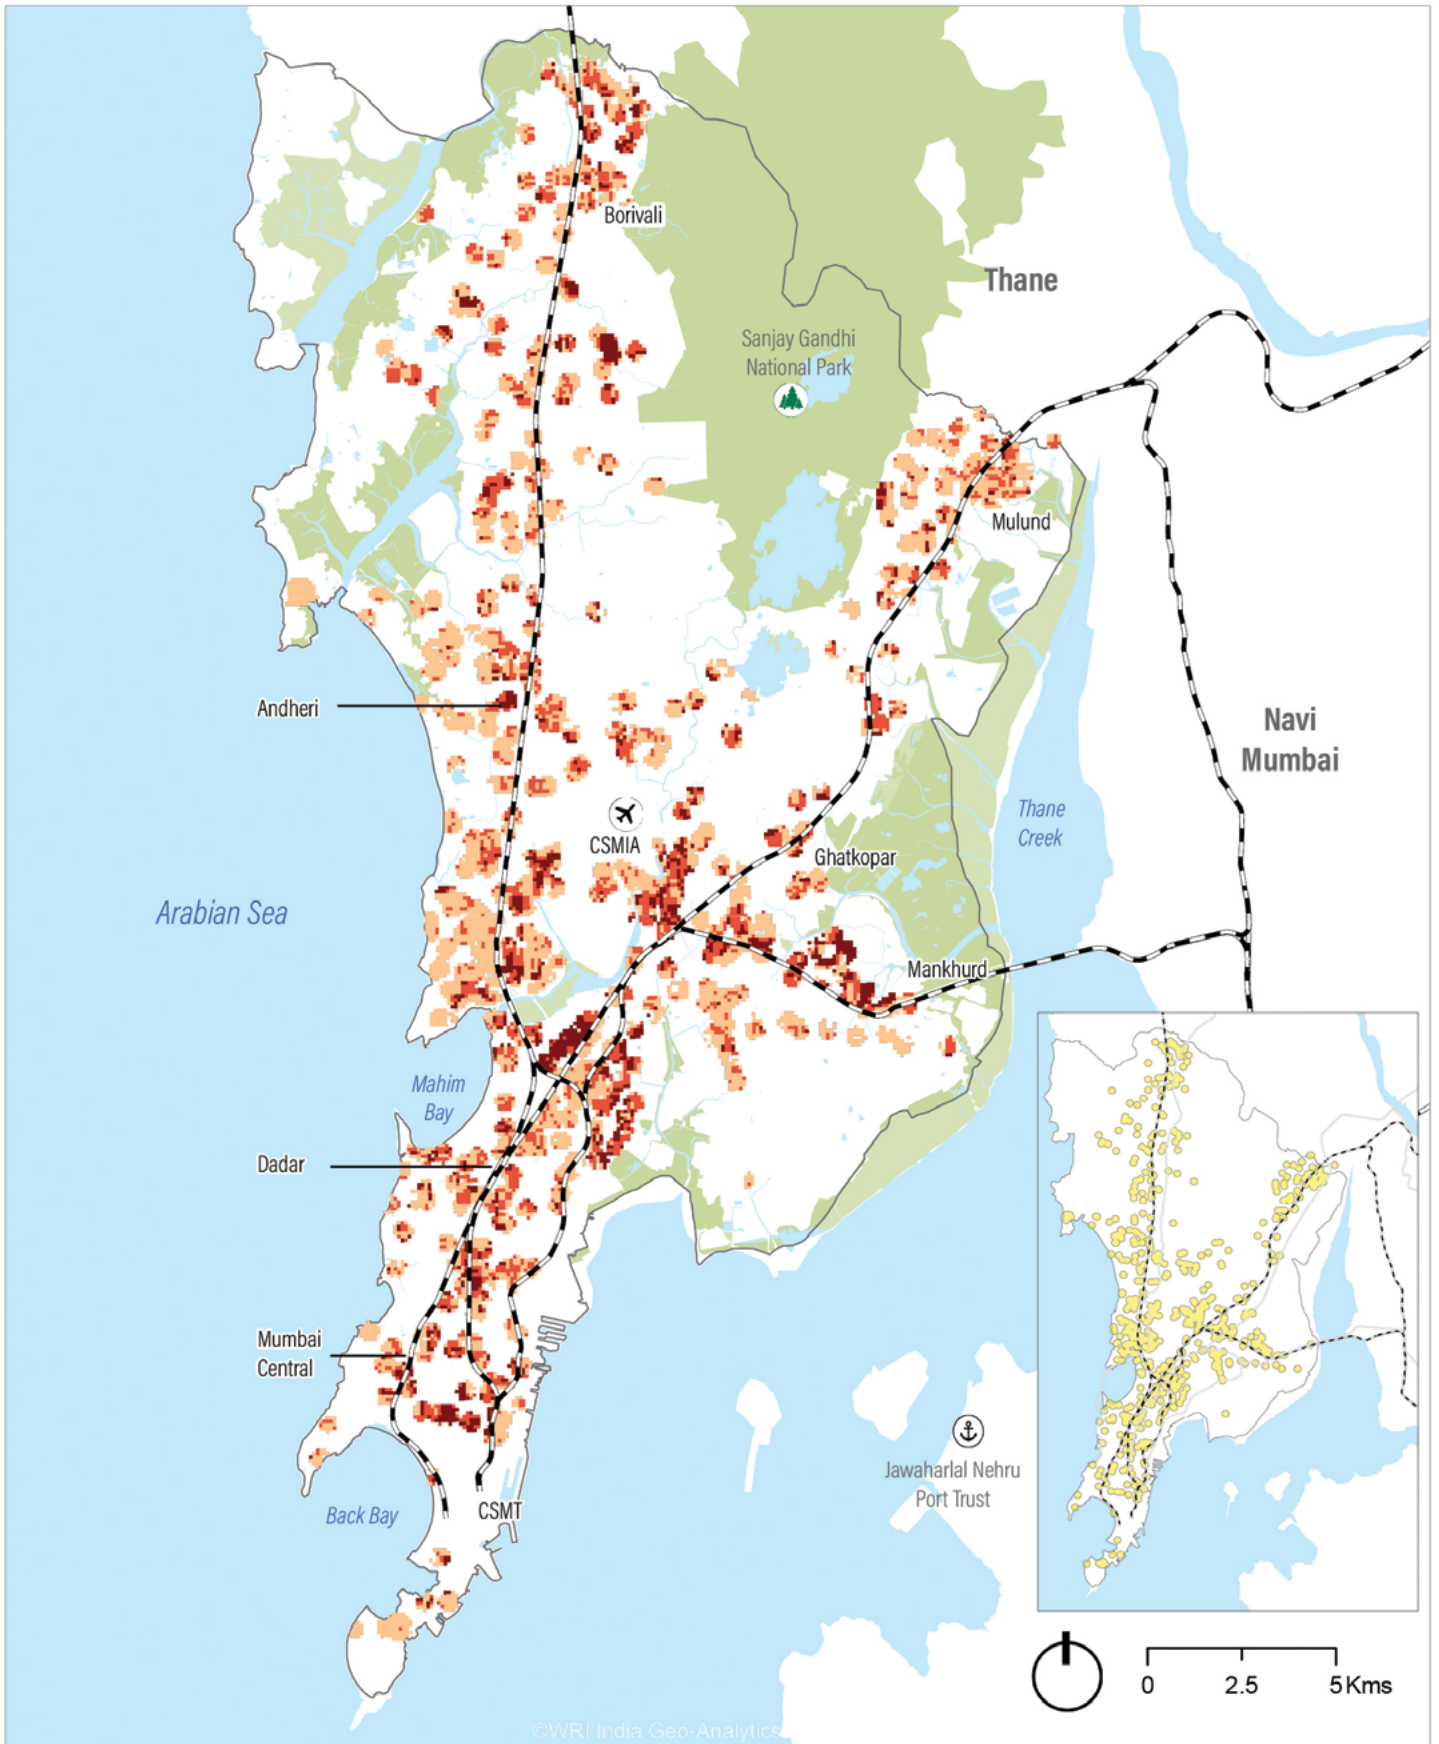 Borivali
Thane
Sanjay Gandhi
National Park
Mulund
Andheri
Navi
Mumbai
CSMIA
Thane
Creek
Ghatkopar
Arabian Sea
Mankhurd
Mahim
Bay
Dadar
Mumbai
Central
Jawaharlal Nehru
Port Trust
Back Bay
CSMT
0
2.5
5 Kms
©WRI India Geo-Analytics